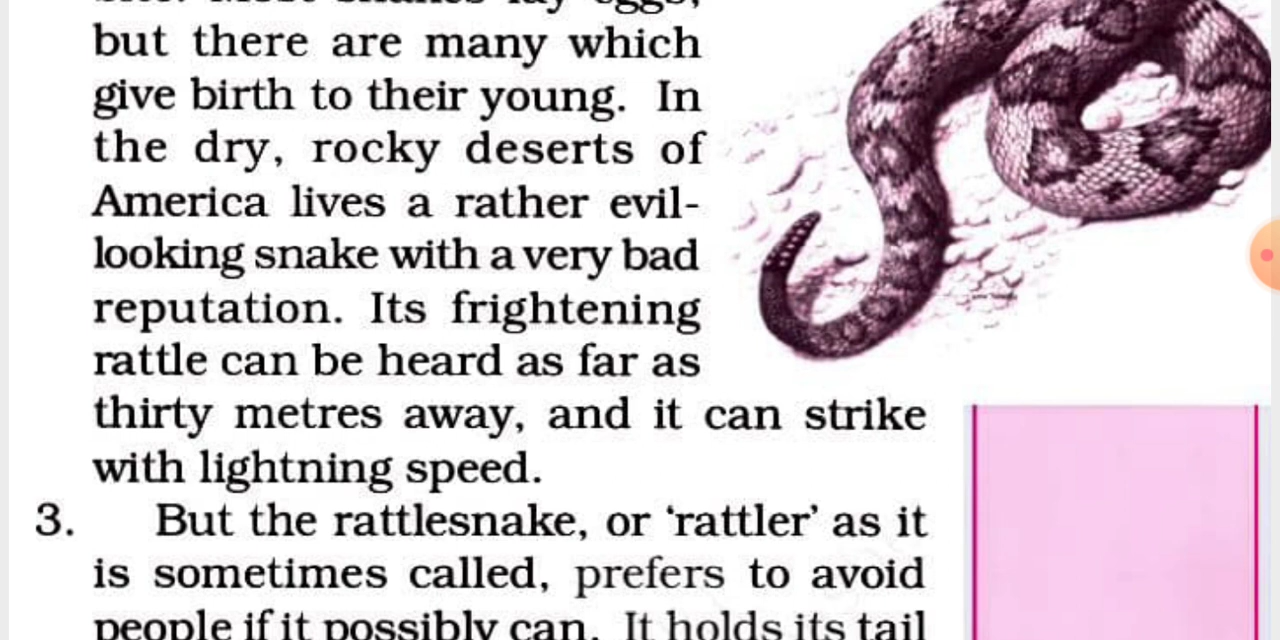 but there are many which
give birth to their young. In
the dry, rocky deserts of
America lives a rather evil-
looking snake with a very bad
reputation. Its frightening
rattle can be heard as far as
thirty metres away, and it can strike
with lightning speed.
3. But the rattlesnake, or ‘rattler’ as it
is sometimes called, prefers to avoid
people if it possibly can. It holds its tail